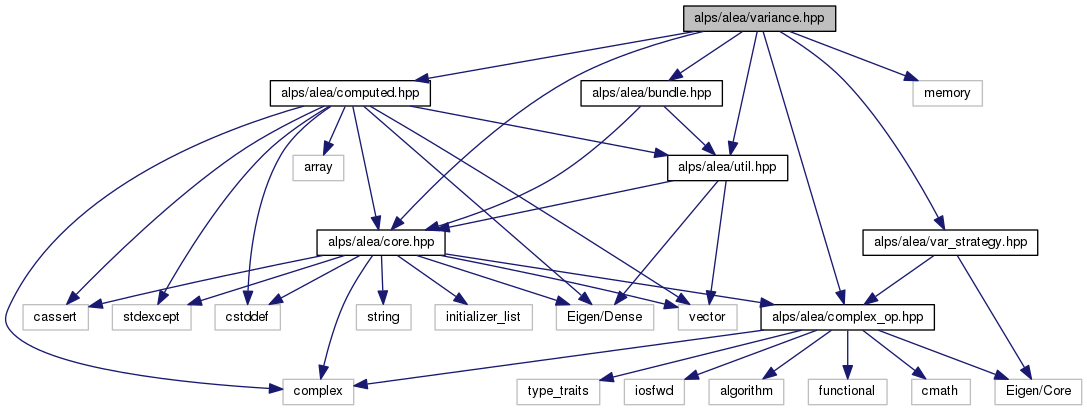 alps/alea/variance.hpp
alps/alea/computed.hpp
alps/alea/bundle.hpp
memory
array
alps/alea/util.hpp
alps/alea/core.hpp
alps/alea/var_strategy.hpp
cassert
stdexcept
cstddef
string
initializer_list
Eigen/Dense
vector
alps/alea/complex_op.hpp
complex
type_traits
iosfwd
algorithm
functional
cmath
Eigen/Core